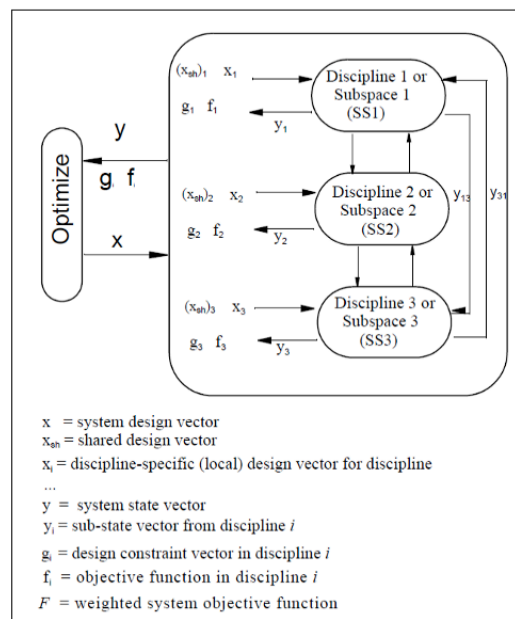 (xsh)1 x1
g1 f1
y1
Discipline 1 or
Subspace 1
(SS1)
y
g, f,
x
Optimize
(xsh)2 x2
g2 f2
y2
Discipline 2 or
Subspace 2
(SS2)
y13
y31
(xsh)3 x3
g3 f3
y3
Discipline 3 or
Subspace 3
(SS3)
x = system design vector
xsh = shared design vector
xi = discipline-specific (local) design vector for discipline
...
y = system state vector
yi = sub-state vector from discipline i
gi = design constraint vector in discipline i
fi = objective function in discipline i
F = weighted system objective function